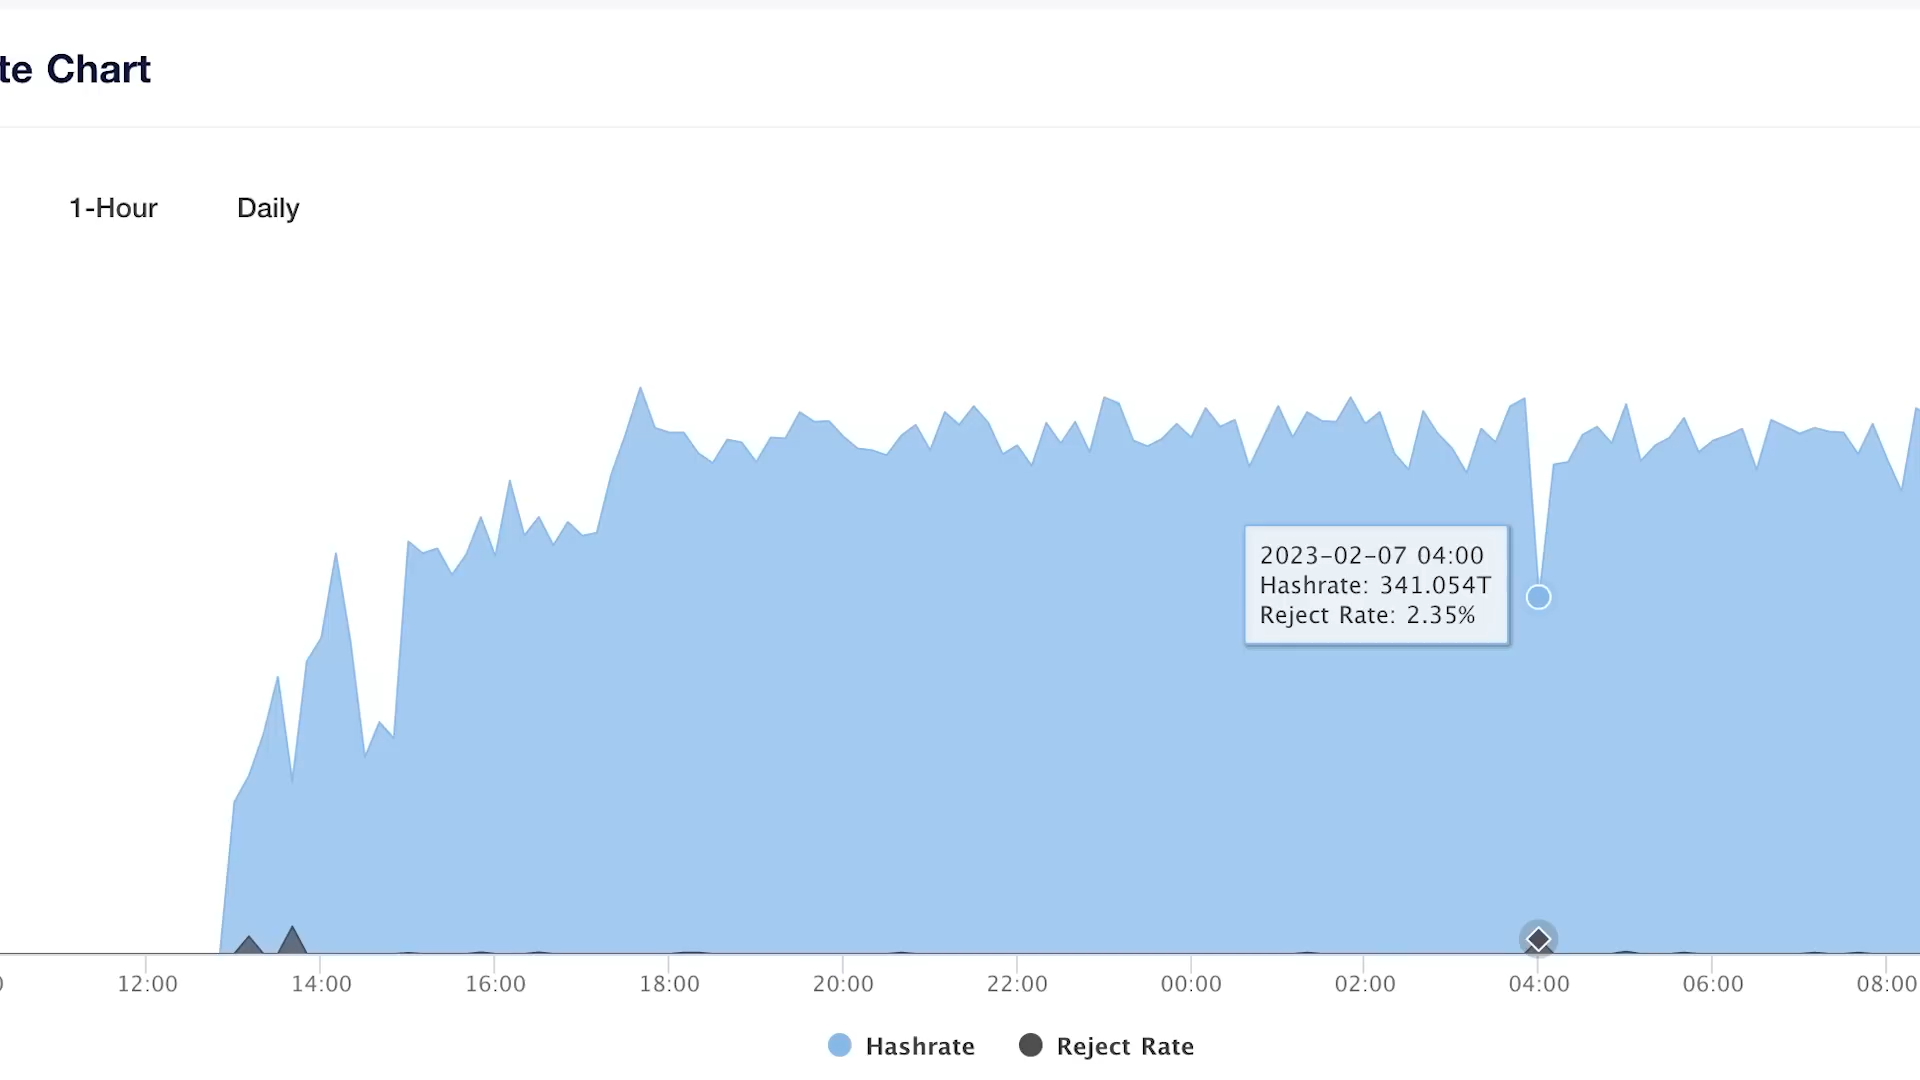 te Chart
1-Hour Daily
2023-02-07 04:00
Hashrate: 341.054T
Reject Rate: 2.35%
12:00 14:00 16:00 18:00 20:00 22:00 00:00 02:00 04:00 06:00 08:00
Hashrate Reject Rate